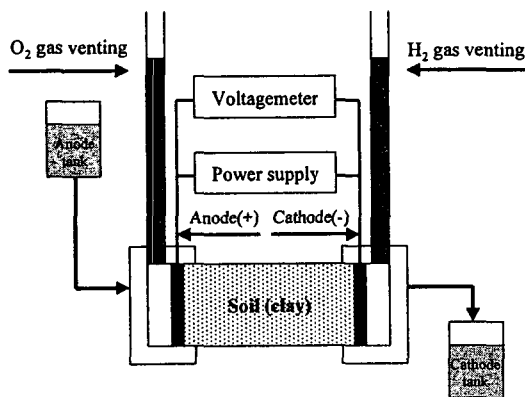 O₂ gas venting
H₂ gas venting
Voltagemeter
Anode
tank
Power supply
Anode(+)
Cathode(-)
Soil (clay)
Cathode
tank